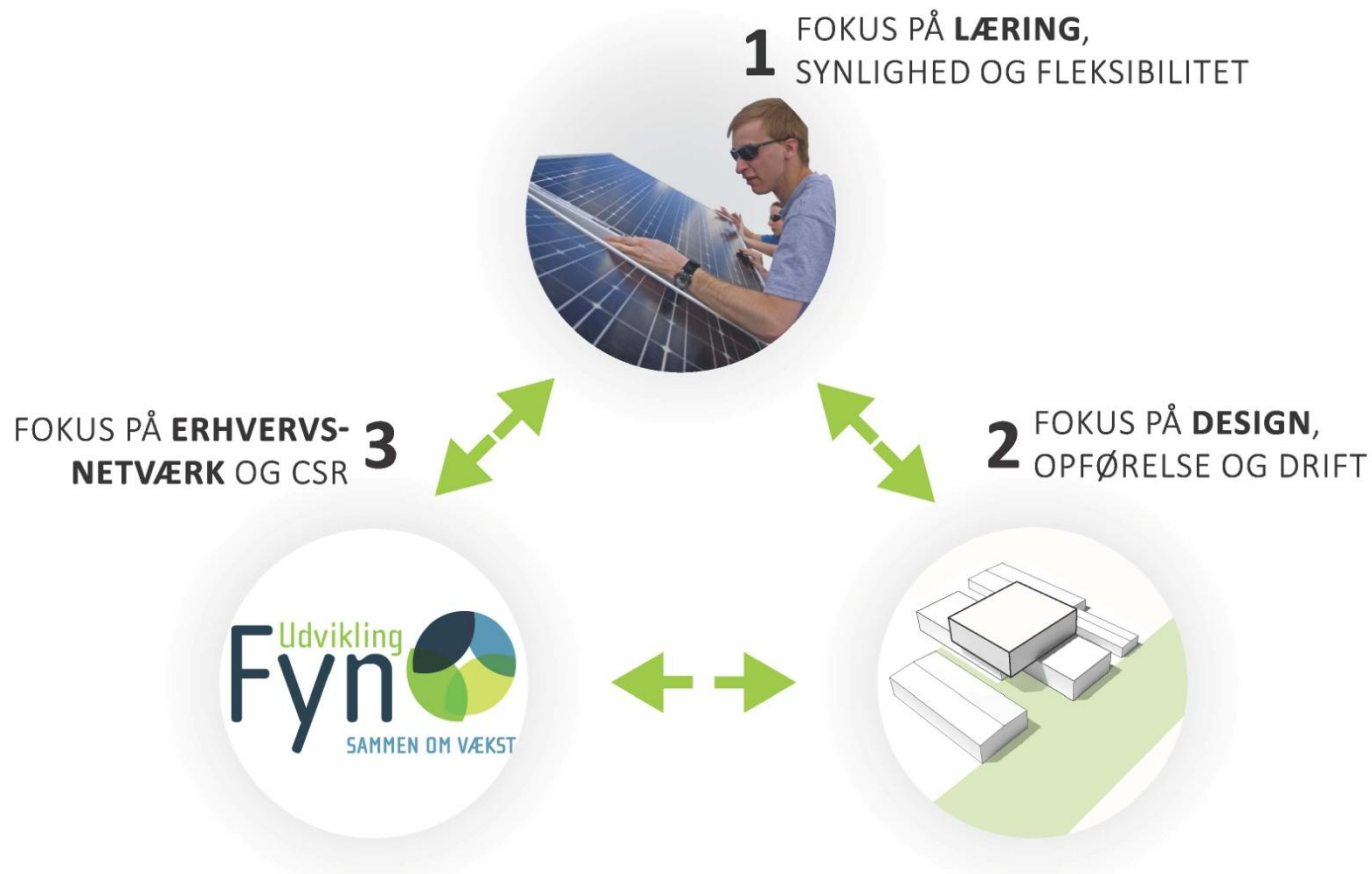 1 FOKUS PÅ LÆRING,
SYNLIGHED OG FLEKSIBILITET
FOKUS PÅ ERHVERVS-
NETVÆRK OG CSR 3
2 FOKUS PÅ DESIGN,
OPFØRELSE OG DRIFT
Udvikling
Fyn
SAMMEN OM VÆKST